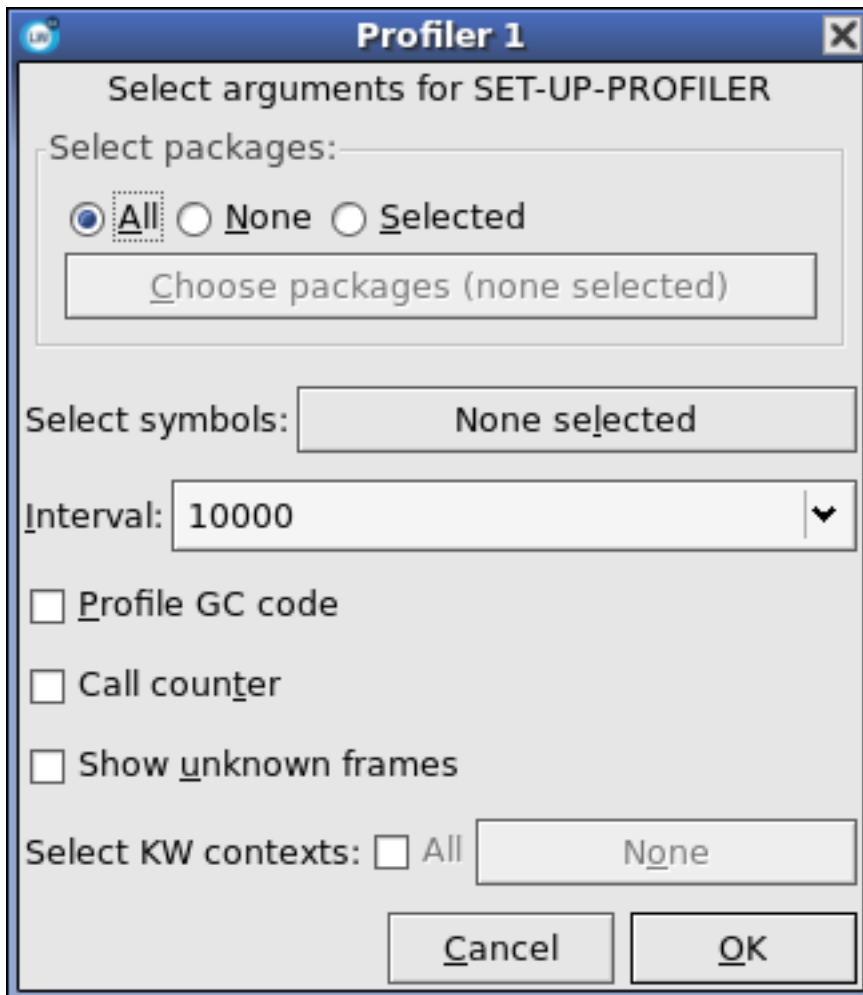 LW
Profiler 1
Select arguments for SET-UP-PROFILER
Select packages:
All None Selected
Choose packages (none selected)
Select symbols: None selected
Interval: 10000
Profile GC code
Call counter
Show unknown frames
Select KW contexts: All None
Cancel OK